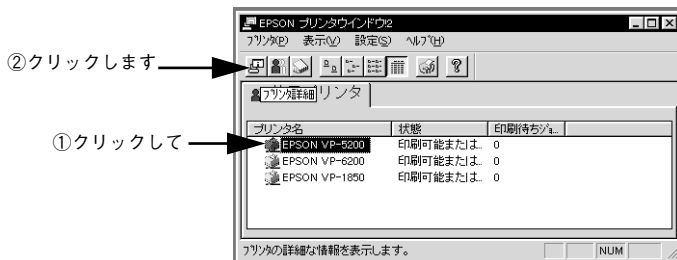 EPSON プリンタウインドウ!2
プリンタ(P) 表示(V) 設定(S) ヘルプ(H)
②クリックします
?
プリンタ詳細 リンタ
プリンタ名 状態 印刷待ちジョ...
①クリックして
EPSON VP-5200 印刷可能または... 0
EPSON VP-6200 印刷可能または... 0
EPSON VP-1850 印刷可能または... 0
プリンタの詳細な情報を表示します。 NUM